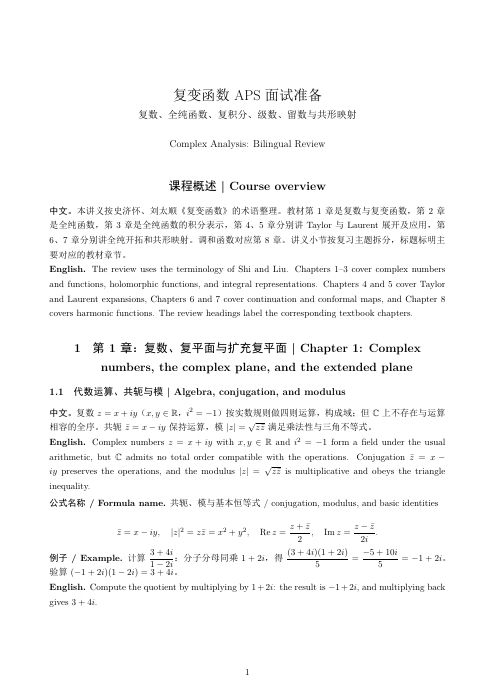 复变函数 APS 面试准备
复数、全纯函数、复积分、级数、留数与共形映射
Complex Analysis: Bilingual Review
课程概述 | Course overview
中文。本讲义按史济怀、刘太顺《复变函数》的术语整理。教材第 1 章是复数与复变函数，第 2 章
是全纯函数，第 3 章是全纯函数的积分表示，第 4、5 章分别讲 Taylor 与 Laurent 展开及应用，第
6、7 章分别讲全纯开拓和共形映射。调和函数对应第 8 章。讲义小节按复习主题拆分，标题标明主
要对应的教材章节。
English. The review uses the terminology of Shi and Liu. Chapters 1–3 cover complex numbers
and functions, holomorphic functions, and integral representations. Chapters 4 and 5 cover Taylor
and Laurent expansions, Chapters 6 and 7 cover continuation and conformal maps, and Chapter 8
covers harmonic functions. The review headings label the corresponding textbook chapters.
1 第 1 章：复数、复平面与扩充复平面 | Chapter 1: Complex
numbers, the complex plane, and the extended plane
1.1 代数运算、共轭与模 | Algebra, conjugation, and modulus
中文。复数 z = x + iy（x, y ∈ ℝ，i² = −1）按实数规则做四则运算，构成域；但 ℂ 上不存在与运算
相容的全序。共轭 z̄ = x − iy 保持运算，模 |z| = √(zz̄) 满足乘法性与三角不等式。
English. Complex numbers z = x + iy with x, y ∈ ℝ and i² = −1 form a field under the usual
arithmetic, but ℂ admits no total order compatible with the operations. Conjugation z̄ = x −
iy preserves the operations, and the modulus |z| = √(zz̄) is multiplicative and obeys the triangle
inequality.
公式名称 / Formula name. 共轭、模与基本恒等式 / conjugation, modulus, and basic identities
z̄ = x − iy, |z|² = zz̄ = x² + y², Re z = (z + z̄)/2, Im z = (z − z̄)/(2i).
例子 / Example. 计算 (3 + 4i)/(1 − 2i)：分子分母同乘 1 + 2i，得 (3 + 4i)(1 + 2i)/5 = (−5 + 10i)/5 = −1 + 2i。
验算 (−1 + 2i)(1 − 2i) = 3 + 4i。
English. Compute the quotient by multiplying by 1 + 2i: the result is −1 + 2i, and multiplying back
gives 3 + 4i.
1